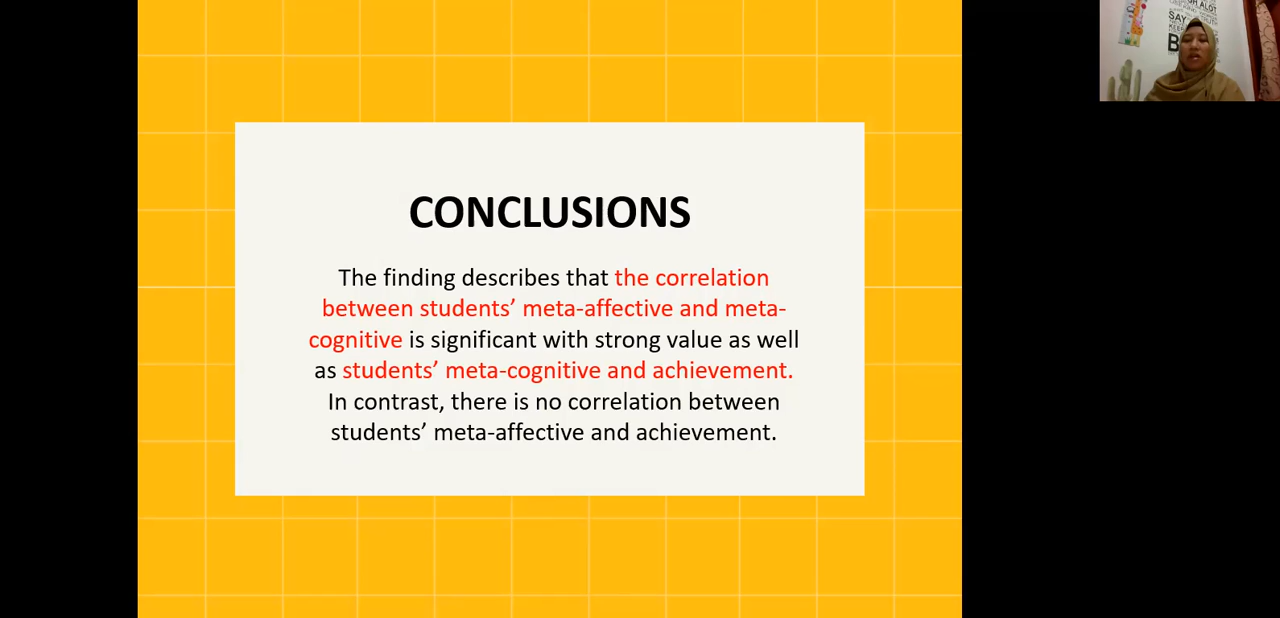 CONCLUSIONS
The finding describes that the correlation
between students’ meta-affective and meta-
cognitive is significant with strong value as well
as students’ meta-cognitive and achievement.
In contrast, there is no correlation between
students’ meta-affective and achievement.
SAY